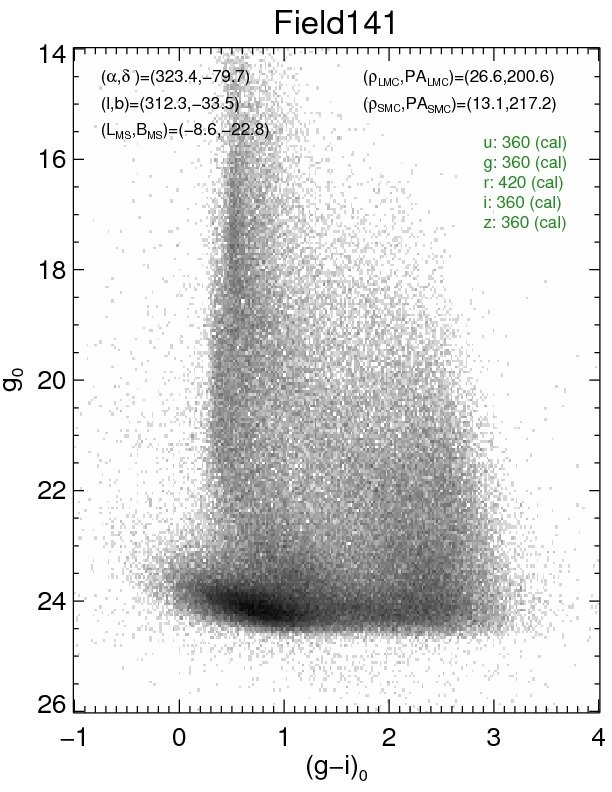 Field141
(α,δ)=(323.4,−79.7)
(l,b)=(312.3,−33.5)
(LMS,BMS)=(−8.6,−22.8)
(ρLMC,PALMC)=(26.6,200.6)
(ρSMC,PASMC)=(13.1,217.2)
u: 360 (cal)
g: 360 (cal)
r: 420 (cal)
i: 360 (cal)
z: 360 (cal)
14
16
18
20
22
24
26
g0
−1 0 1 2 3 4
(g−i)0